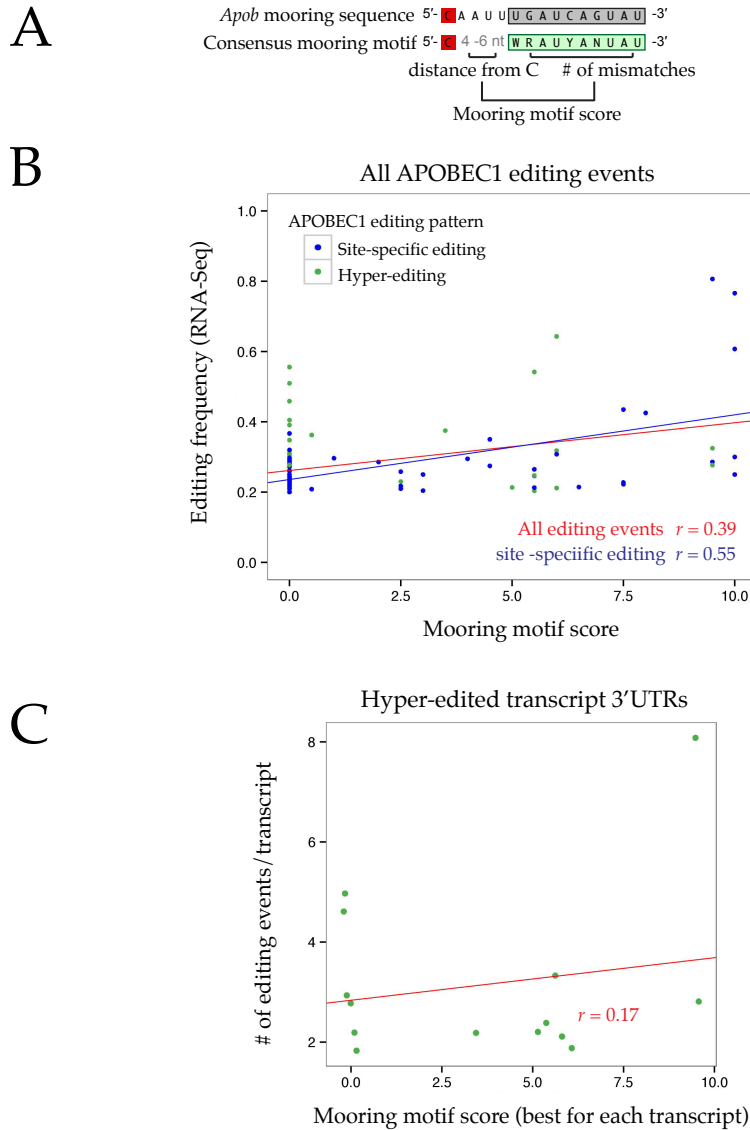 A
Apob mooring sequence 5′- C A A U U U G A U C A G U A U -3′
Consensus mooring motif 5′- C 4 -6 nt W R A U Y A N U A U -3′
distance from C # of mismatches
Mooring motif score
B
All APOBEC1 editing events
Editing frequency (RNA-Seq)
1.0
0.8
0.6
0.4
0.2
0.0
APOBEC1 editing pattern
Site-specific editing
Hyper-editing
All editing events r = 0.39
site -speciific editing r = 0.55
0.0 2.5 5.0 7.5 10.0
Mooring motif score
C
Hyper-edited transcript 3′UTRs
# of editing events/transcript
8
6
4
2
r = 0.17
0.0 2.5 5.0 7.5 10.0
Mooring motif score (best for each transcript)